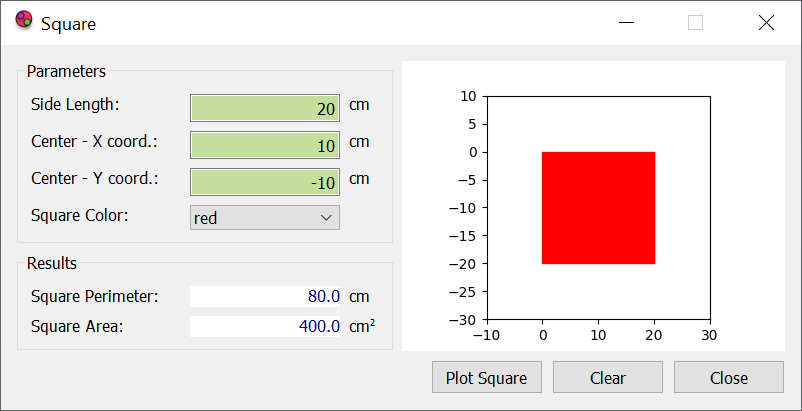 Square
Parameters
Side Length: 20 cm
Center - X coord.: 10 cm
Center - Y coord.: -10 cm
Square Color: red
Results
Square Perimeter: 80.0 cm
Square Area: 400.0 cm²
10
5
0
−5
−10
−15
−20
−25
−30
−10 0 10 20 30
Plot Square Clear Close